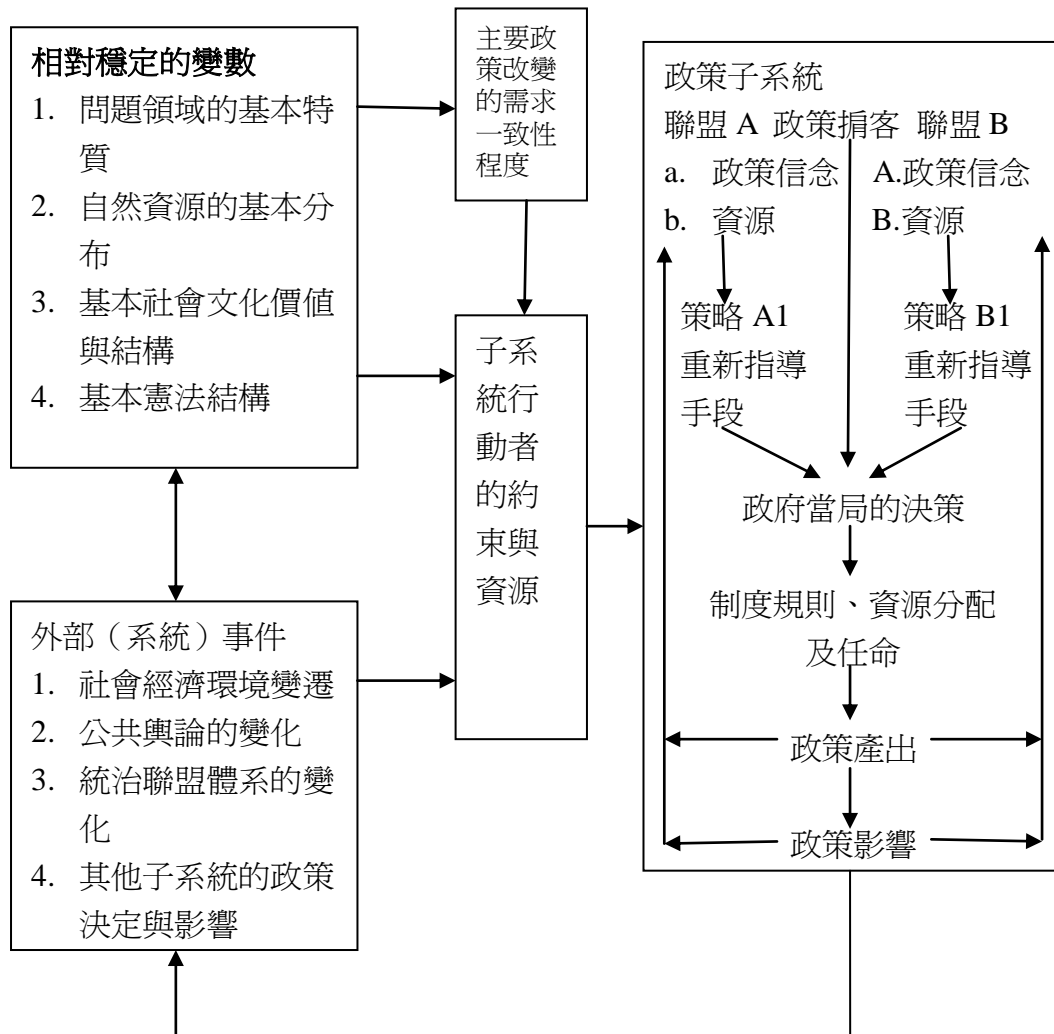 相對穩定的變數
1. 問題領域的基本特
質
2. 自然資源的基本分
布
3. 基本社會文化價值
與結構
4. 基本憲法結構
主要政
策改變
的需求
一致性
程度
外部（系統）事件
1. 社會經濟環境變遷
2. 公共輿論的變化
3. 統治聯盟體系的變
化
4. 其他子系統的政策
決定與影響
子系
統行
動者
的約
束與
資源
政策子系統
聯盟 A 政策掮客 聯盟 B
a. 政策信念 A.政策信念
b. 資源 B.資源
策略 A1 策略 B1
重新指導 重新指導
手段 手段
政府當局的決策
制度規則、資源分配
及任命
政策產出
政策影響